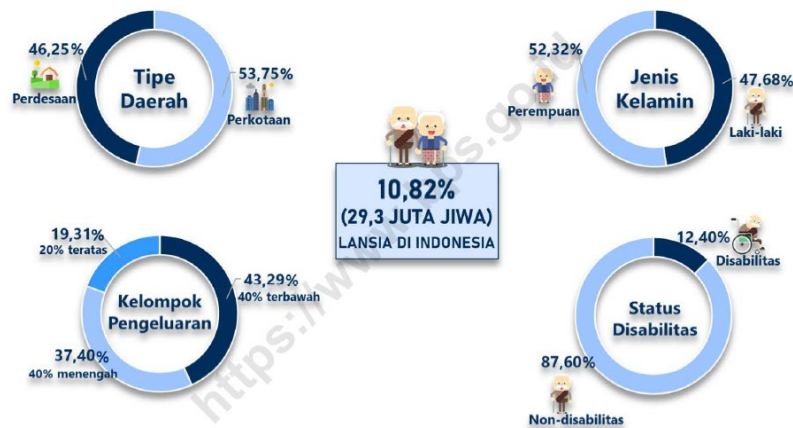 46,25%
Perdesaan
Tipe
Daerah
53,75%
Perkotaan
52,32%
Perempuan
Jenis
Kelamin
47,68%
Laki-laki
10,82%
(29,3 JUTA JIWA)
LANSIA DI INDONESIA
19,31%
20% teratas
Kelompok
Pengeluaran
43,29%
40% terbawah
37,40%
40% menengah
12,40%
Disabilitas
Status
Disabilitas
87,60%
Non-disabilitas